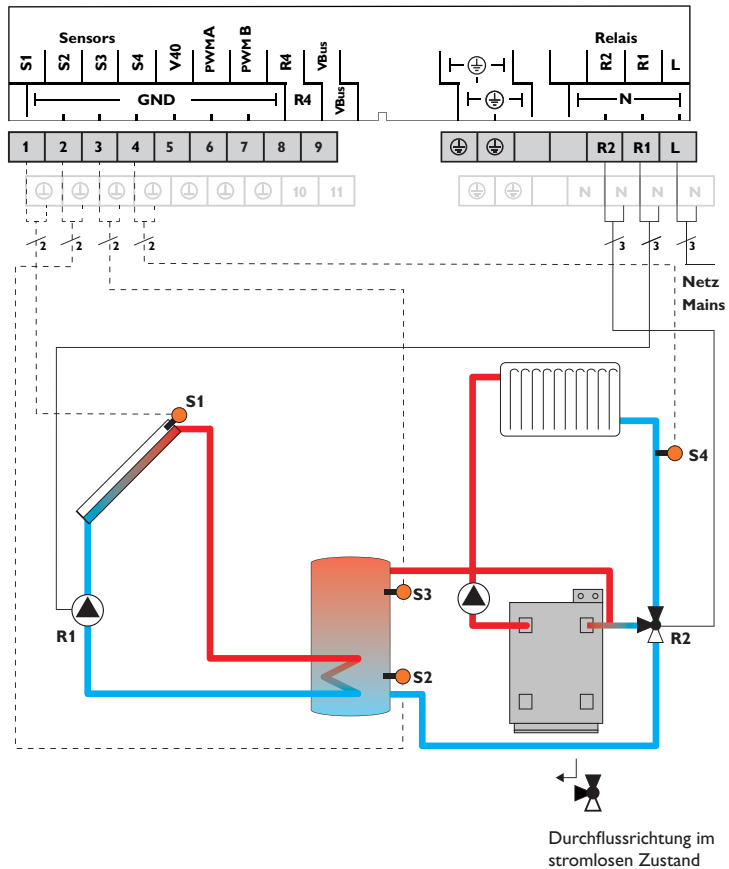 Sensors
Relais
S1 S2 S3 S4 V40 PWM A PWM B R4 VBus
R2 R1 L
GND
R4 VBus
N
1 2 3 4 5 6 7 8 9
R2 R1 L
10 11
N N N N
2 2 2 2
3 3 3
Netz
Mains
S1
S4
S3
R1
R2
S2
Durchflussrichtung im
stromlosen Zustand